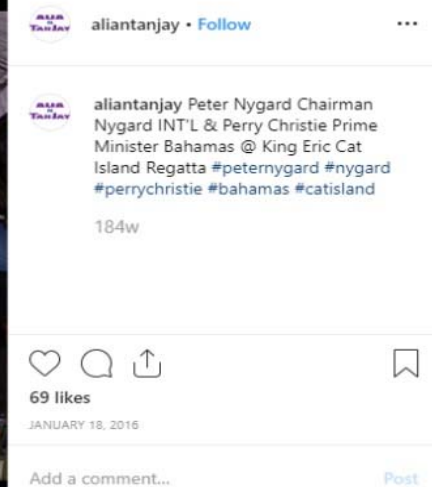 ALIA
TANJAY
aliantanjay • Follow
ALIA
TANJAY
aliantanjay Peter Nygard Chairman
Nygard INT'L & Perry Christie Prime
Minister Bahamas @ King Eric Cat
Island Regatta #peternygard #nygard
#perrychristie #bahamas #catisland
184w
69 likes
JANUARY 18, 2016
Add a comment...
Post